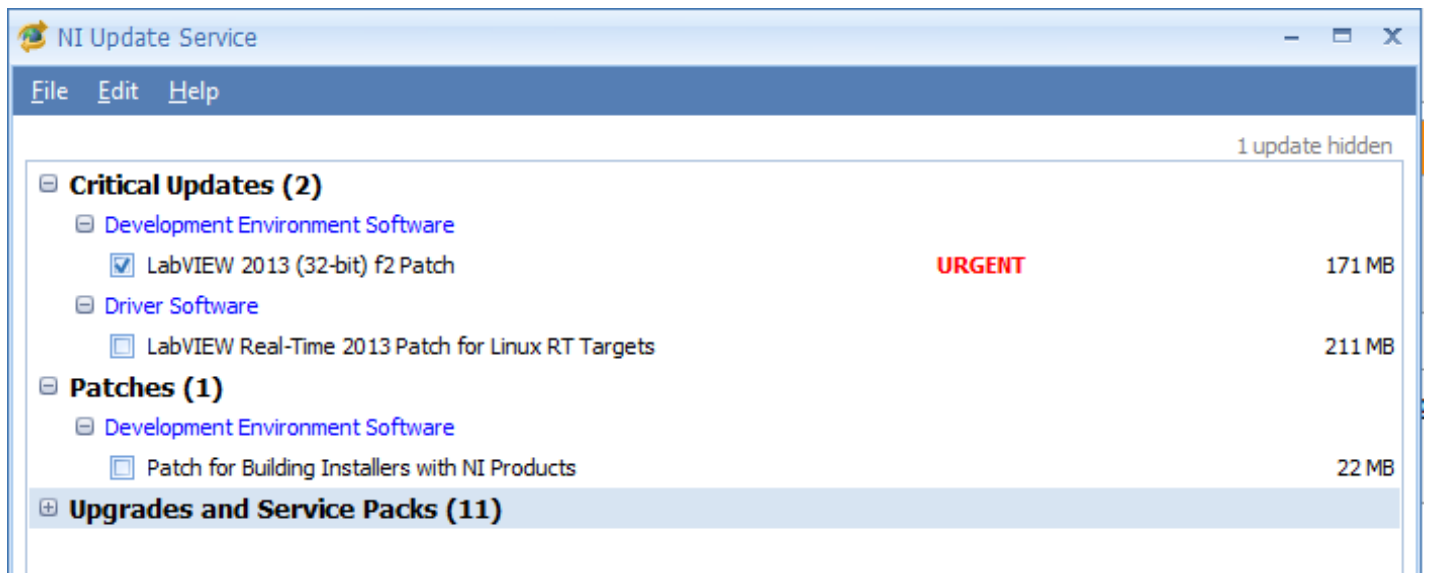 NI Update Service
File Edit Help
1 update hidden
Critical Updates (2)
Development Environment Software
LabVIEW 2013 (32-bit) f2 Patch URGENT 171 MB
Driver Software
LabVIEW Real-Time 2013 Patch for Linux RT Targets 211 MB
Patches (1)
Development Environment Software
Patch for Building Installers with NI Products 22 MB
Upgrades and Service Packs (11)